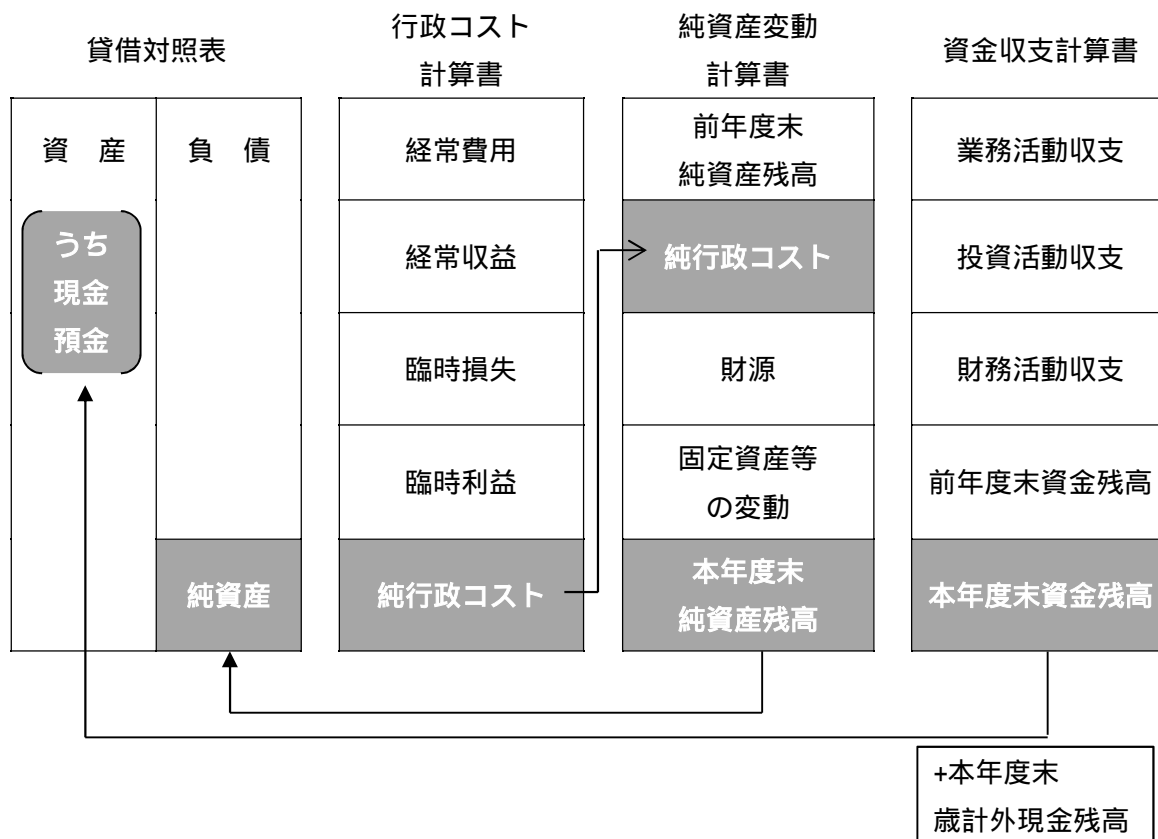 貸借対照表
資　産
うち
現金
預金
負　債
純資産
行政コスト
計算書
経常費用
経常収益
臨時損失
臨時利益
純行政コスト
純資産変動
計算書
前年度末
純資産残高
純行政コスト
財源
固定資産等
の変動
本年度末
純資産残高
資金収支計算書
業務活動収支
投資活動収支
財務活動収支
前年度末資金残高
本年度末資金残高
+本年度末
歳計外現金残高